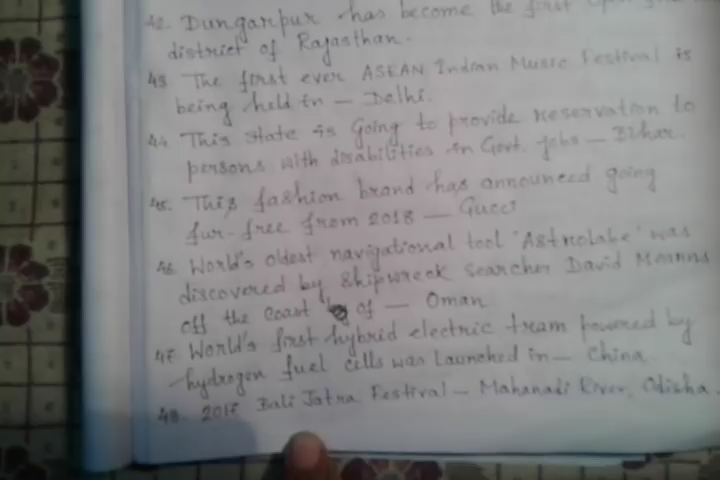 42. Dungarpur has become the first
district of Rajasthan.
43 The first ever ASEAN Indian Music Festival is
being held in — Delhi.
44. This state is going to provide reservation to
persons with disabilities in Govt. jobs — Bihar.
45. This fashion brand has announced going
fur-free from 2018 — Gucci
46. World's oldest navigational tool 'Astrolabe' was
discovered by shipwreck searcher David Mearns
off the coast of — Oman
47. World's first hybrid electric tram powered by
hydrogen fuel cells was launched in — China
48. Bali Jatra Festival — Mahanadi River, Odisha.